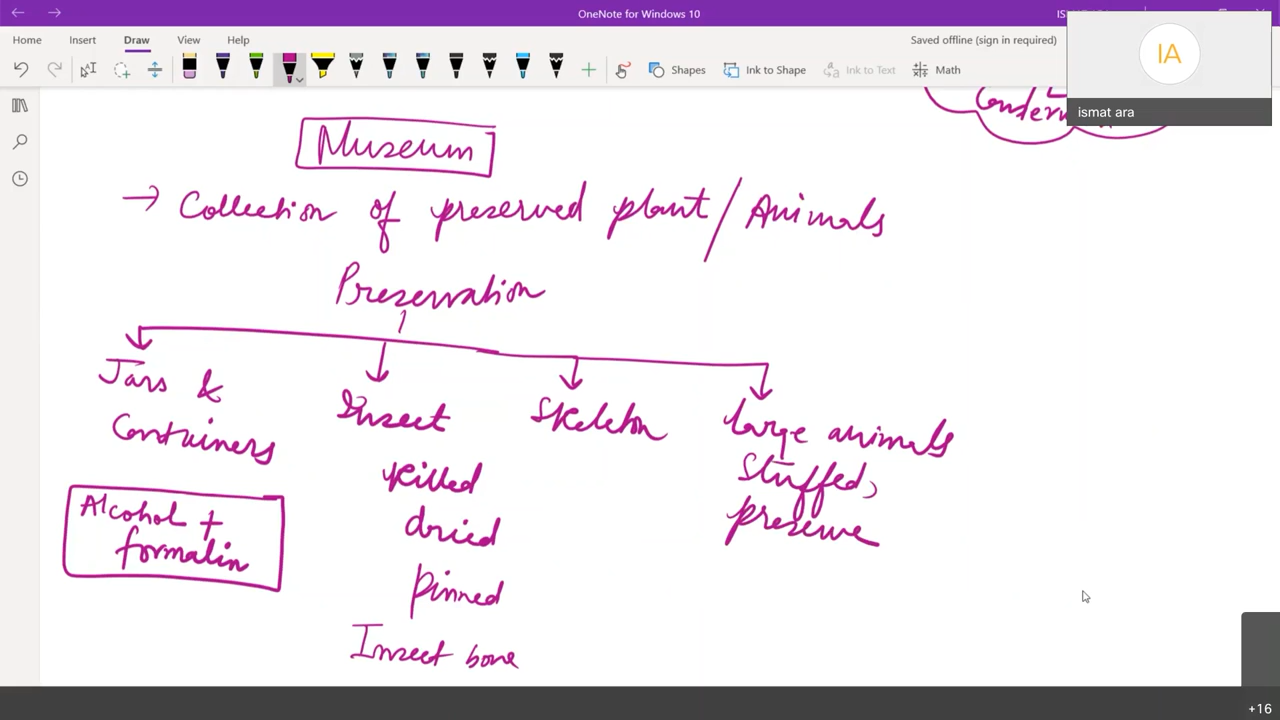 OneNote for Windows 10
Home Insert Draw View Help
Saved offline (sign in required)
Shapes Ink to Shape Ink to Text Math
IA
ismat ara
Museum
→ Collection of preserved plant / Animals
Preservation
Jars &
Containers
Alcohol +
formalin
Insect
killed
dried
pinned
Insect bone
Skeleton
large animals
Stuffed,
preserve
+16